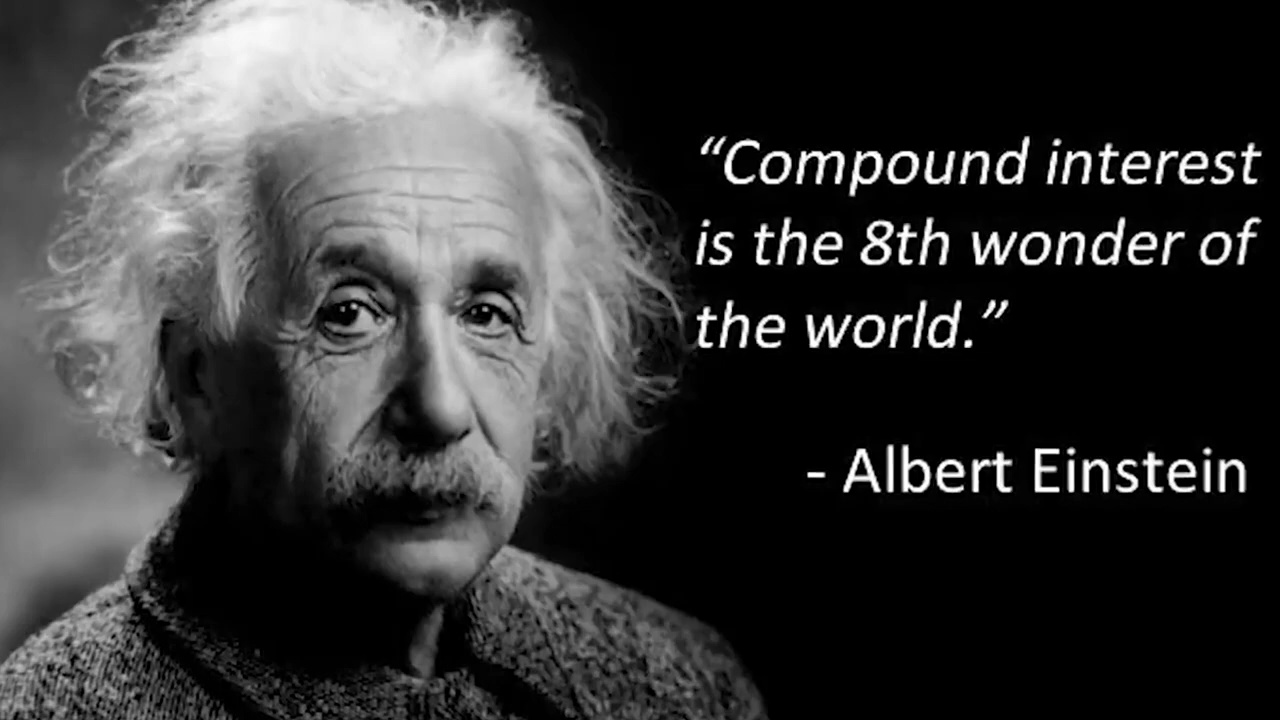 “Compound interest
is the 8th wonder of
the world.”
- Albert Einstein